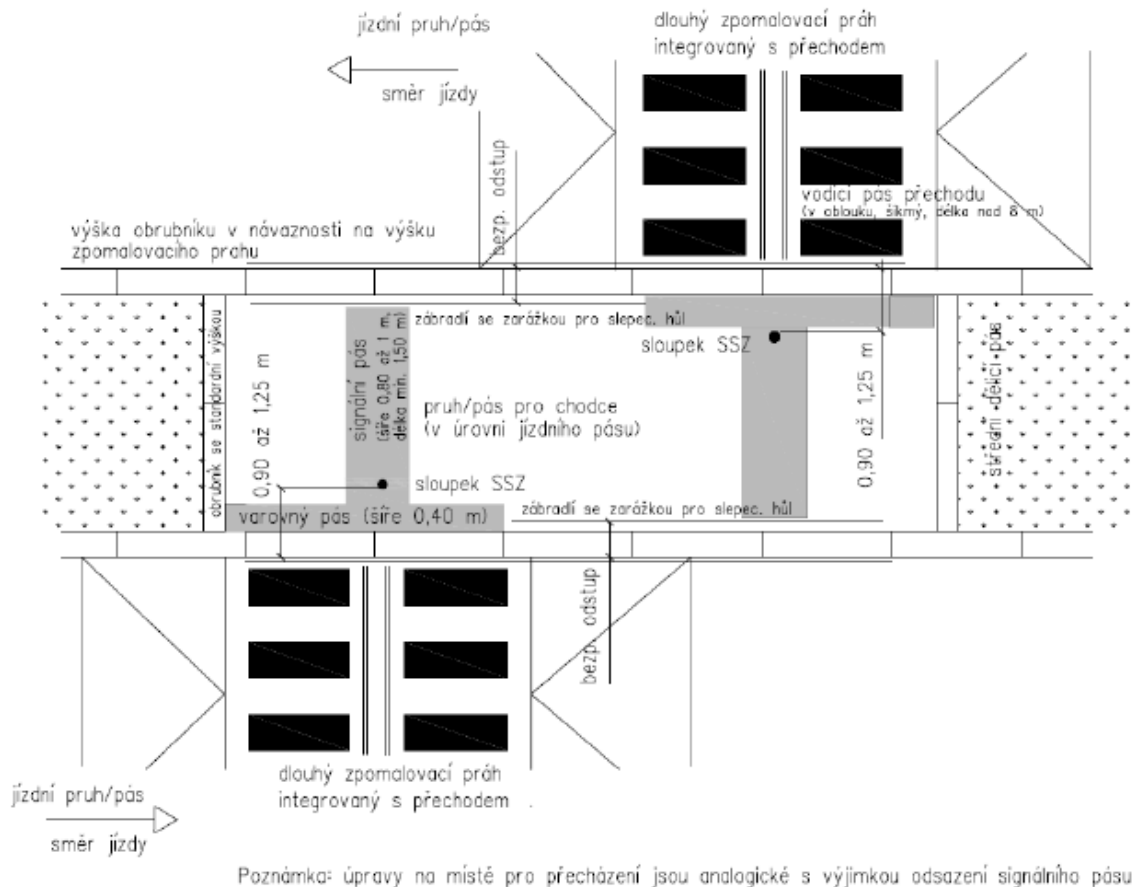 jízdní pruh/pás
směr jízdy
dlouhý zpomalovací práh
integrovaný s přechodem
vodicí pás přechodu
(v oblouku, šikmý, délka nad 8 m)
bezp. odstup
výška obrubníku v návaznosti na výšku
zpomalovacího prahu
obrubník se standardní výškou
0,90 až 1,25 m
signální pás
(šíře 0,80 až 1 m,
délka min. 1,50 m)
zábradlí se zarážkou pro slepec. hůl
sloupek SSZ
pruh/pás pro chodce
(v úrovni jízdního pásu)
0,90 až 1,25 m
střední dělicí pás
sloupek SSZ
varovný pás (šíře 0,40 m)
zábradlí se zarážkou pro slepec. hůl
bezp. odstup
dlouhý zpomalovací práh
integrovaný s přechodem .
jízdní pruh/pás
směr jízdy
Poznámka: úpravy na místě pro přecházení jsou analogické s výjimkou odsazení signálního pásu